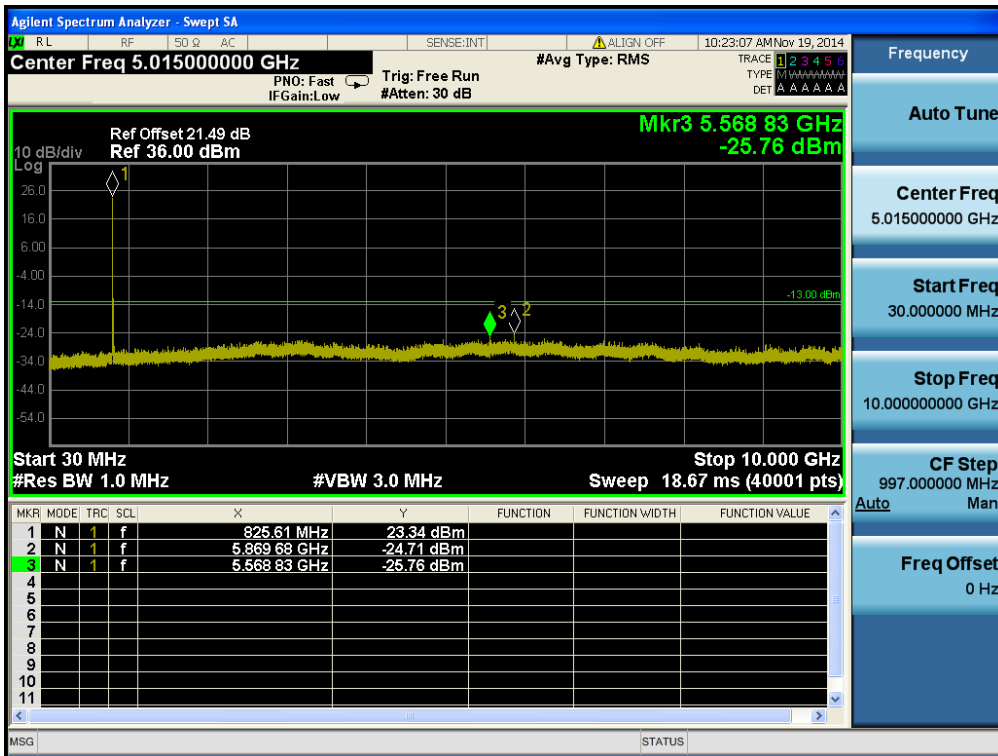 Agilent Spectrum Analyzer - Swept SA
LXI RL RF 50 Ω AC SENSE:INT ALIGN OFF 10:23:07 AM Nov 19, 2014
Center Freq 5.015000000 GHz
PNO: Fast
IFGain:Low
Trig: Free Run
#Atten: 30 dB
#Avg Type: RMS
TRACE 1 2 3 4 5 6
TYPE M
DET A A A A A A
Ref Offset 21.49 dB
10 dB/div Ref 36.00 dBm
Log
Mkr3 5.568 83 GHz
-25.76 dBm
1
26.0
16.0
6.00
-4.00
-13.00 dBm
-14.0
3 2
-24.0
-34.0
-44.0
-54.0
Start 30 MHz Stop 10.000 GHz
#Res BW 1.0 MHz #VBW 3.0 MHz Sweep 18.67 ms (40001 pts)
MKR MODE TRC SCL X Y FUNCTION FUNCTION WIDTH FUNCTION VALUE
1 N 1 f 825.61 MHz 23.34 dBm
2 N 1 f 5.869 68 GHz -24.71 dBm
3 N 1 f 5.568 83 GHz -25.76 dBm
4
5
6
7
8
9
10
11
MSG STATUS
Frequency
Auto Tune
Center Freq
5.015000000 GHz
Start Freq
30.000000 MHz
Stop Freq
10.000000000 GHz
CF Step
997.000000 MHz
Auto Man
Freq Offset
0 Hz